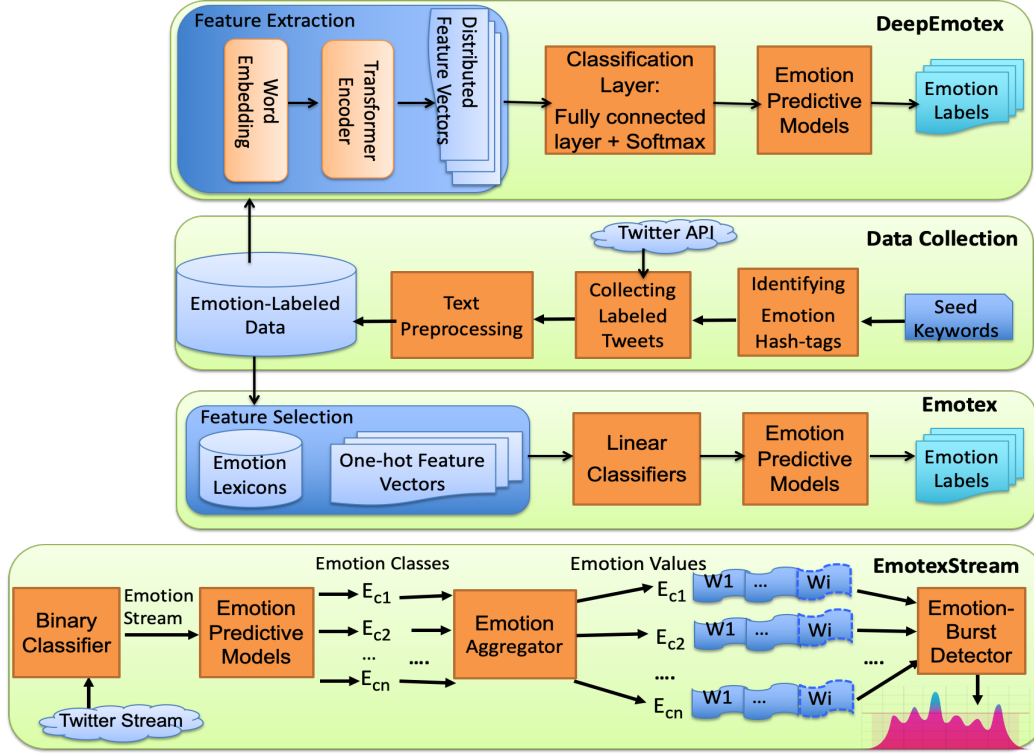 Feature Extraction
DeepEmotex
Word
Embedding
Transformer
Encoder
Distributed
Feature Vectors
Classification
Layer:
Fully connected
layer + Softmax
Emotion
Predictive
Models
Emotion
Labels
Data Collection
Twitter API
Emotion-Labeled
Data
Text
Preprocessing
Collecting
Labeled
Tweets
Identifying
Emotion
Hash-tags
Seed
Keywords
Emotex
Feature Selection
Emotion
Lexicons
One-hot Feature
Vectors
Linear
Classifiers
Emotion
Predictive
Models
Emotion
Labels
EmotexStream
Binary
Classifier
Twitter Stream
Emotion
Stream
Emotion
Predictive
Models
Emotion Classes
Ec1
Ec2
...
....
Ecn
Emotion
Aggregator
Emotion Values
Ec1
W1 ... Wi
Ec2
W1 ... Wi
....
....
Ecn
W1 ... Wi
Emotion-
Burst
Detector